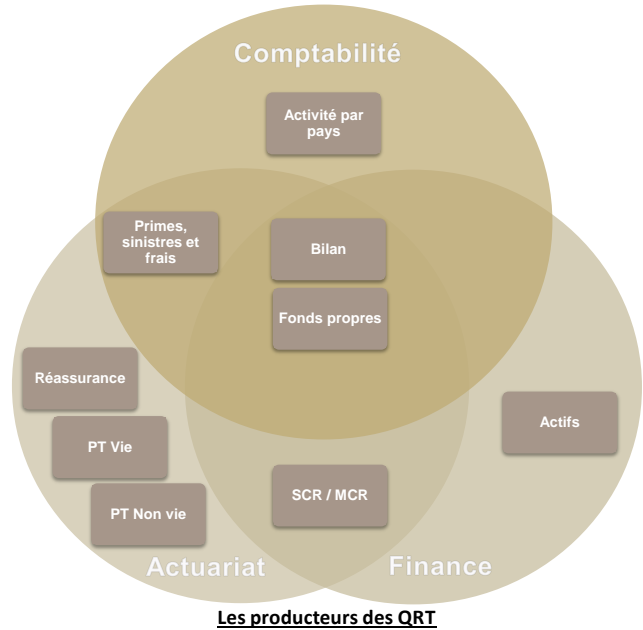 Comptabilité
Activité par
pays
Primes,
sinistres et
frais
Bilan
Fonds propres
Réassurance
PT Vie
PT Non vie
Actifs
SCR / MCR
Actuariat
Finance
Les producteurs des QRT